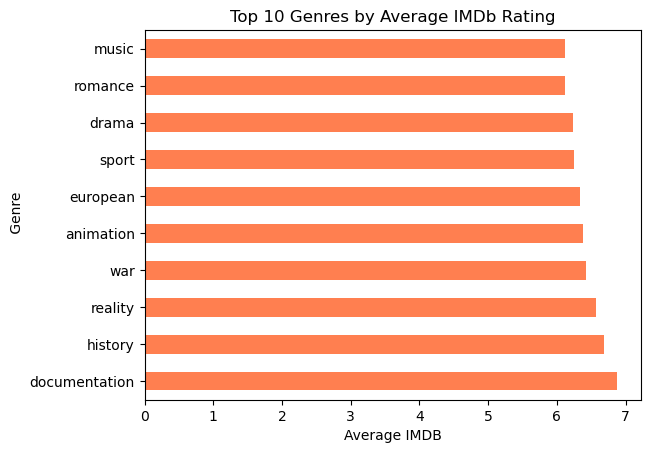 Top 10 Genres by Average IMDb Rating
Genre
music
romance
drama
sport
european
animation
war
reality
history
documentation
0 1 2 3 4 5 6 7
Average IMDB